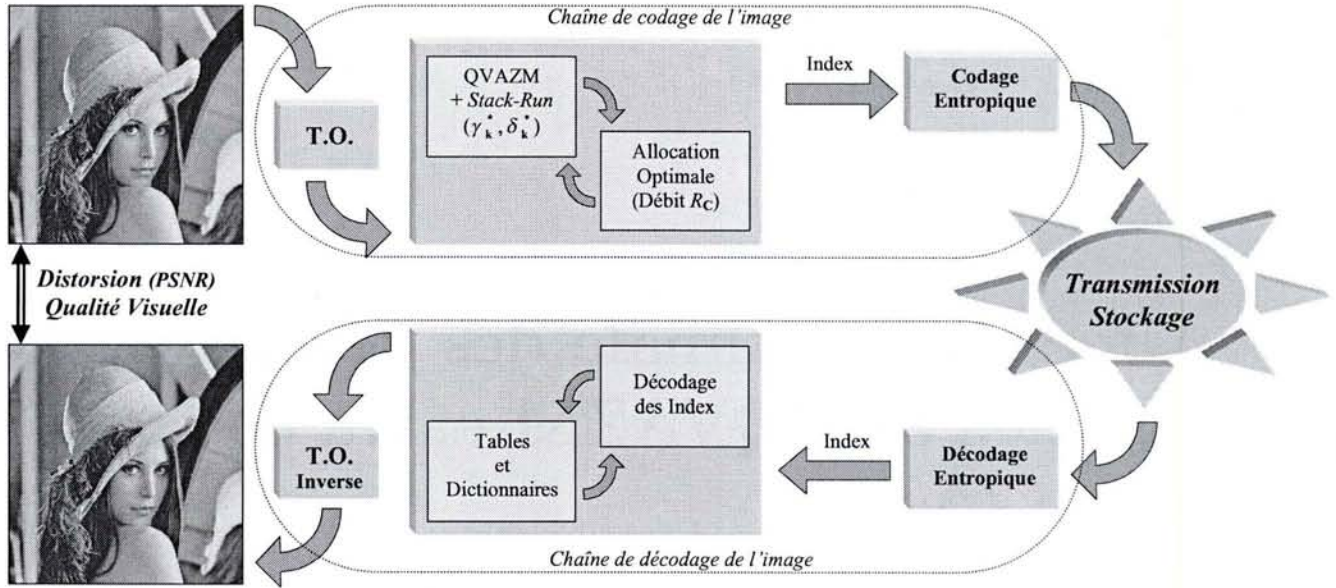 Chaîne de codage de l'image
T.O.
QVAZM
+ Stack-Run
(γ*k, δ*k)
Allocation
Optimale
(Débit RC)
Index
Codage
Entropique
Transmission
Stockage
Distorsion (PSNR)
Qualité Visuelle
Décodage
Entropique
Index
Décodage
des Index
Tables
et
Dictionnaires
T.O.
Inverse
Chaîne de décodage de l'image